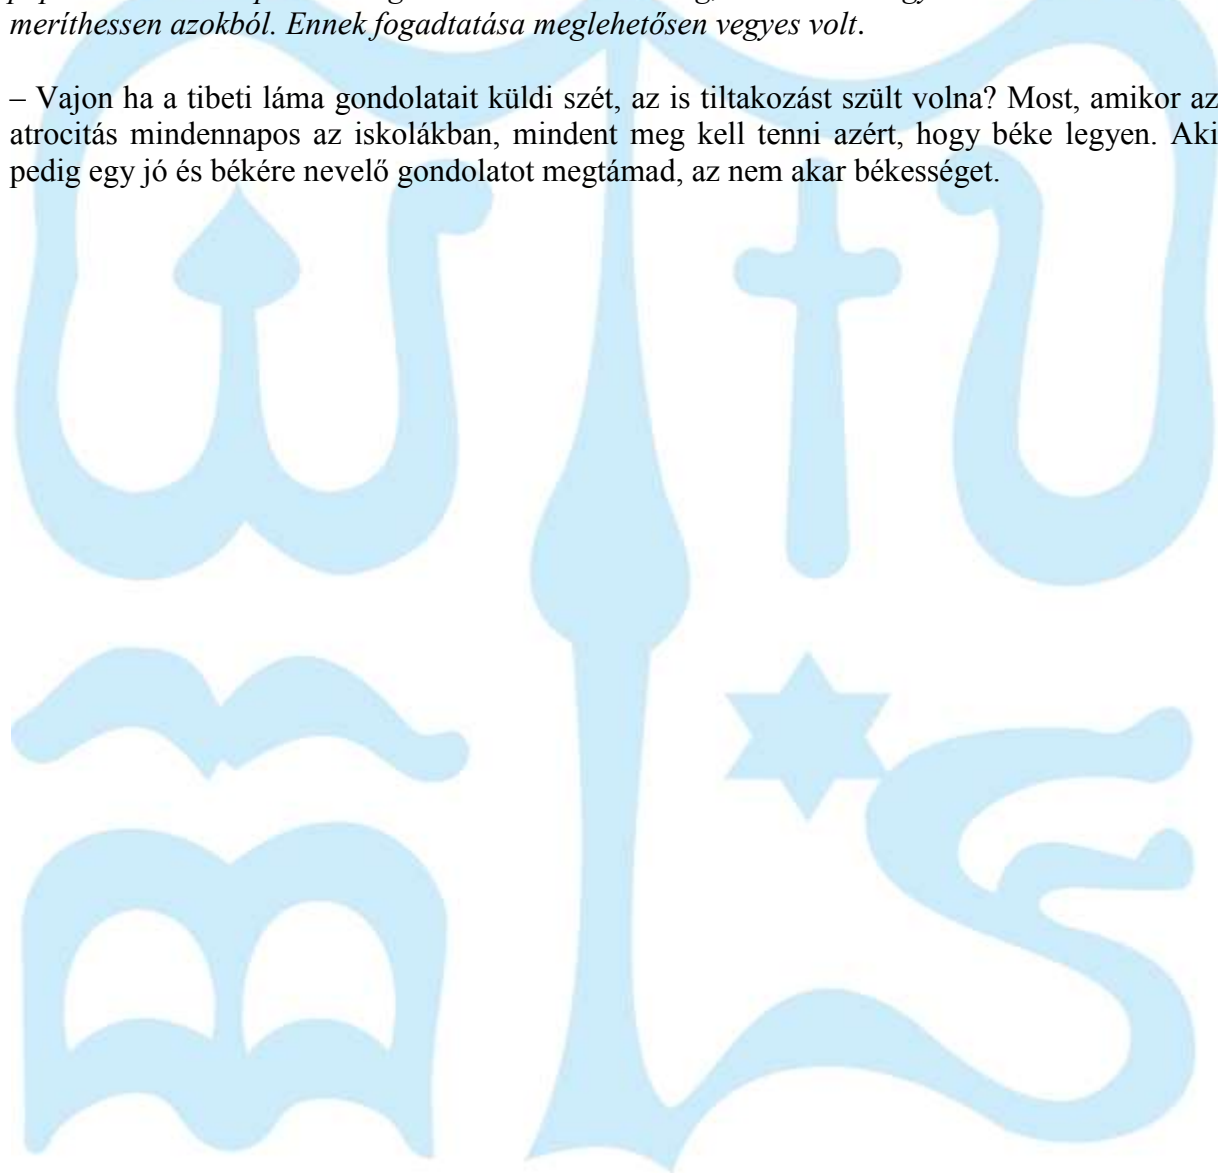 meríthessen azokból. Ennek fogadtatása meglehetősen vegyes volt.
– Vajon ha a tibeti láma gondolatait küldi szét, az is tiltakozást szült volna? Most, amikor az
atrocitás mindennapos az iskolákban, mindent meg kell tenni azért, hogy béke legyen. Aki
pedig egy jó és békére nevelő gondolatot megtámad, az nem akar békességet.